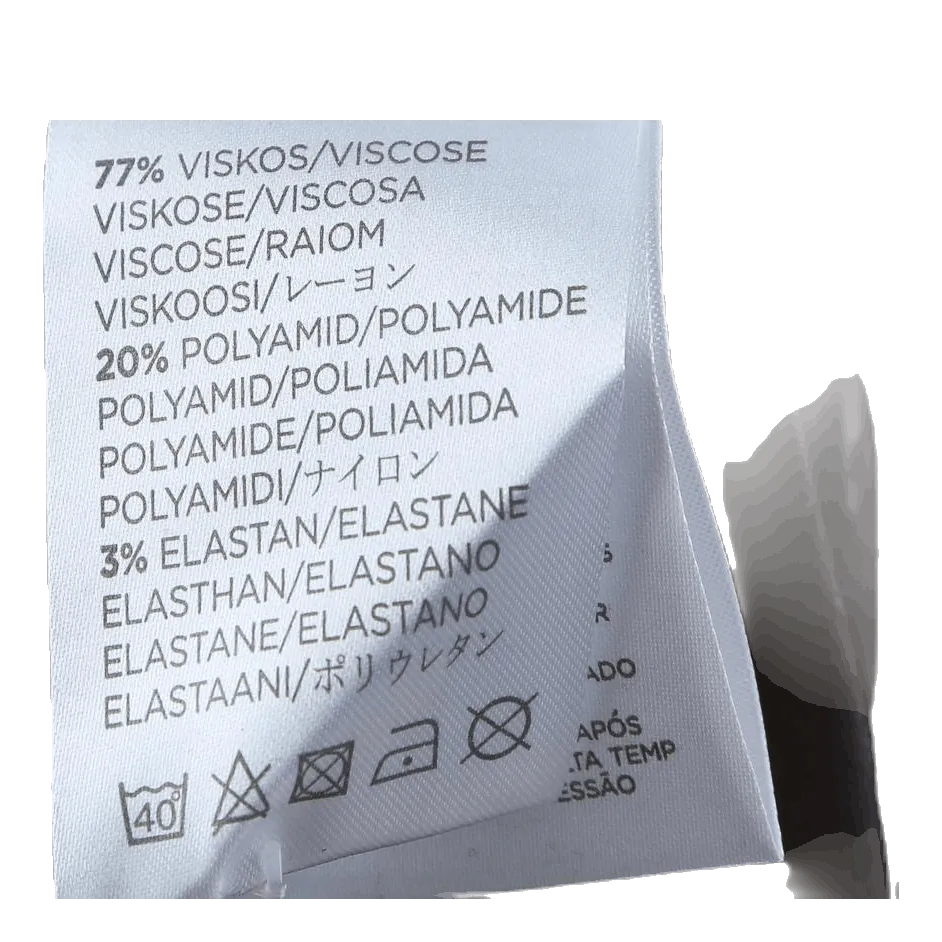 77% VISKOS/VISCOSE
VISKOSE/VISCOSA
VISCOSE/RAIOM
VISKOOSI/レーヨン
20% POLYAMID/POLYAMIDE
POLYAMID/POLIAMIDA
POLYAMIDE/POLIAMIDA
POLYAMIDI/ナイロン
3% ELASTAN/ELASTANE
ELASTHAN/ELASTANO
ELASTANE/ELASTANO
ELASTAANI/ポリウレタン
40°
R
ADO
APÓS
TA TEMP
SSÃO